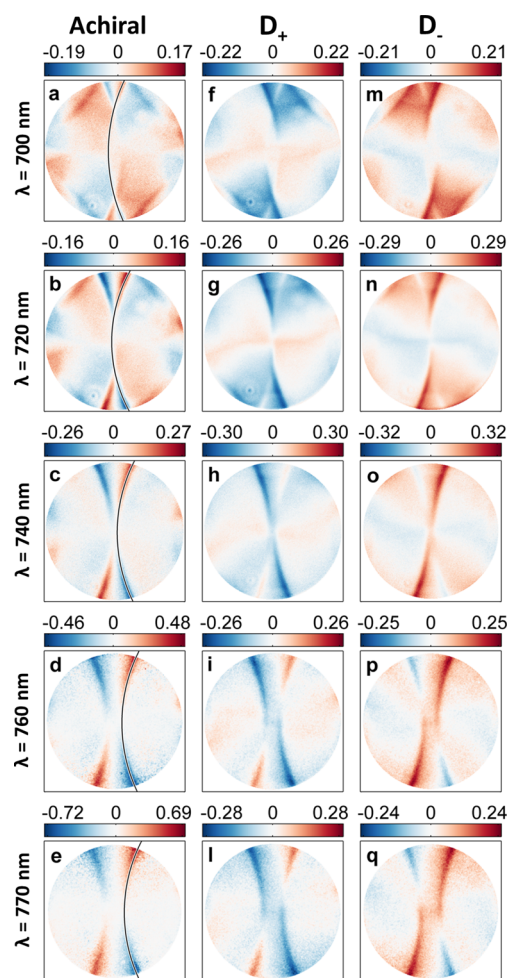 Achiral D+ D-
-0.19 0 0.17 -0.22 0 0.22 -0.21 0 0.21
λ = 700 nm a f m
-0.16 0 0.16 -0.26 0 0.26 -0.29 0 0.29
λ = 720 nm b g n
-0.26 0 0.27 -0.30 0 0.30 -0.32 0 0.32
λ = 740 nm c h o
-0.46 0 0.48 -0.26 0 0.26 -0.25 0 0.25
λ = 760 nm d i p
-0.72 0 0.69 -0.28 0 0.28 -0.24 0 0.24
λ = 770 nm e l q